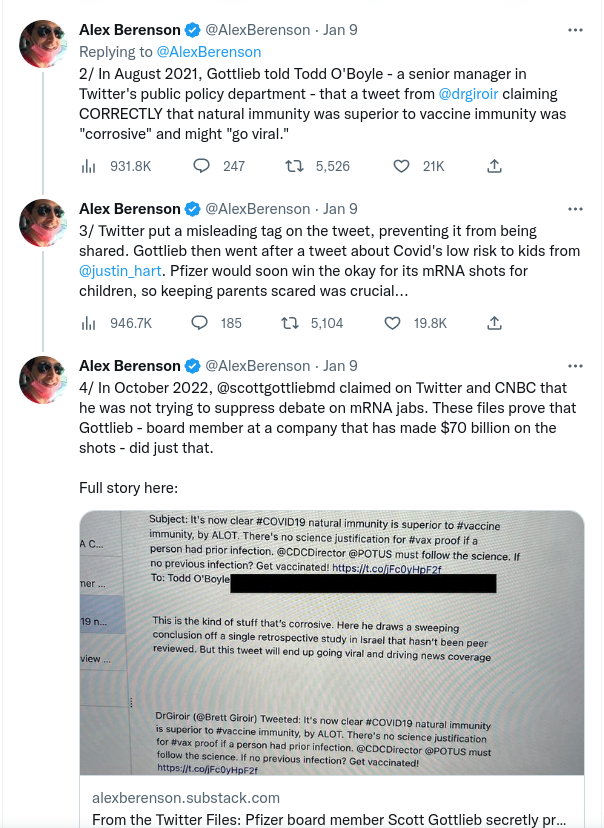 Alex Berenson @AlexBerenson · Jan 9
Replying to @AlexBerenson
2/ In August 2021, Gottlieb told Todd O'Boyle - a senior manager in
Twitter's public policy department - that a tweet from @drgiroir claiming
CORRECTLY that natural immunity was superior to vaccine immunity was
"corrosive" and might "go viral."
931.8K 247 5,526 21K
Alex Berenson @AlexBerenson · Jan 9
3/ Twitter put a misleading tag on the tweet, preventing it from being
shared. Gottlieb then went after a tweet about Covid's low risk to kids from
@justin_hart. Pfizer would soon win the okay for its mRNA shots for
children, so keeping parents scared was crucial...
946.7K 185 5,104 19.8K
Alex Berenson @AlexBerenson · Jan 9
4/ In October 2022, @scottgottliebmd claimed on Twitter and CNBC that
he was not trying to suppress debate on mRNA jabs. These files prove that
Gottlieb - board member at a company that has made $70 billion on the
shots - did just that.
Full story here:
Subject: It's now clear #COVID19 natural immunity is superior to #vaccine
immunity, by ALOT. There's no science justification for #vax proof if a
person had prior infection. @CDCDirector @POTUS must follow the science. If
no previous infection? Get vaccinated! https://t.co/jFc0yHpF2f
To: Todd O'Boyle
A C...
ner ...
19 n...
view ...
This is the kind of stuff that's corrosive. Here he draws a sweeping
conclusion off a single retrospective study in Israel that hasn't been peer
reviewed. But this tweet will end up going viral and driving news coverage
DrGiroir (@Brett Giroir) Tweeted: It's now clear #COVID19 natural immunity
is superior to #vaccine immunity, by ALOT. There's no science justification
for #vax proof if a person had prior infection. @CDCDirector @POTUS must
follow the science. If no previous infection? Get vaccinated!
https://t.co/jFc0yHpF2f
alexberenson.substack.com
From the Twitter Files: Pfizer board member Scott Gottlieb secretly pr...